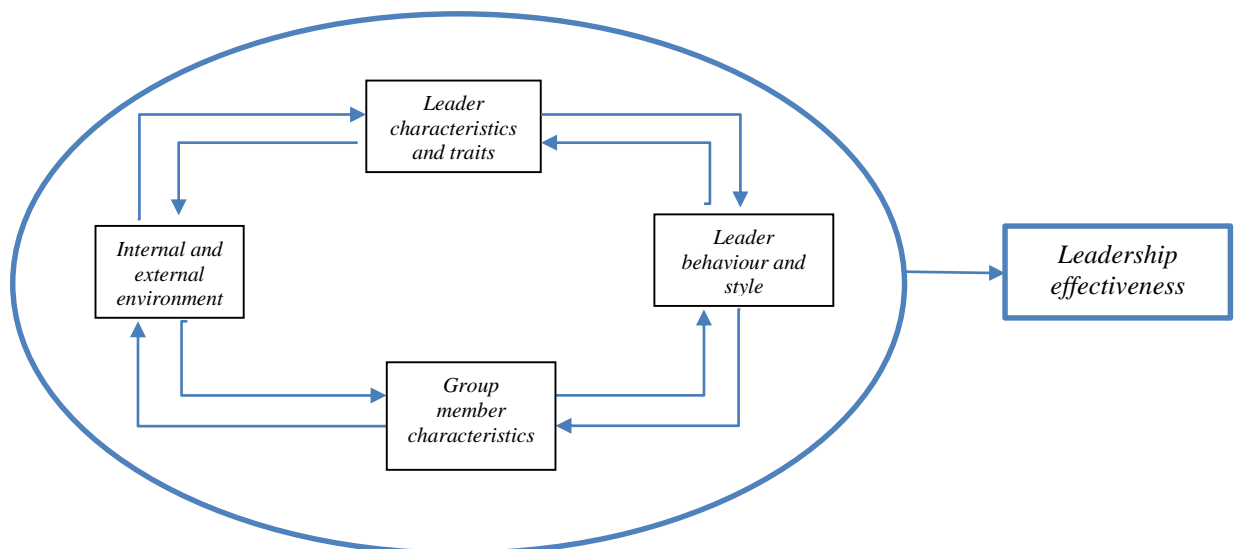 Leader
characteristics
and traits
Internal and
external
environment
Leader
behaviour and
style
Leadership
effectiveness
Group
member
characteristics